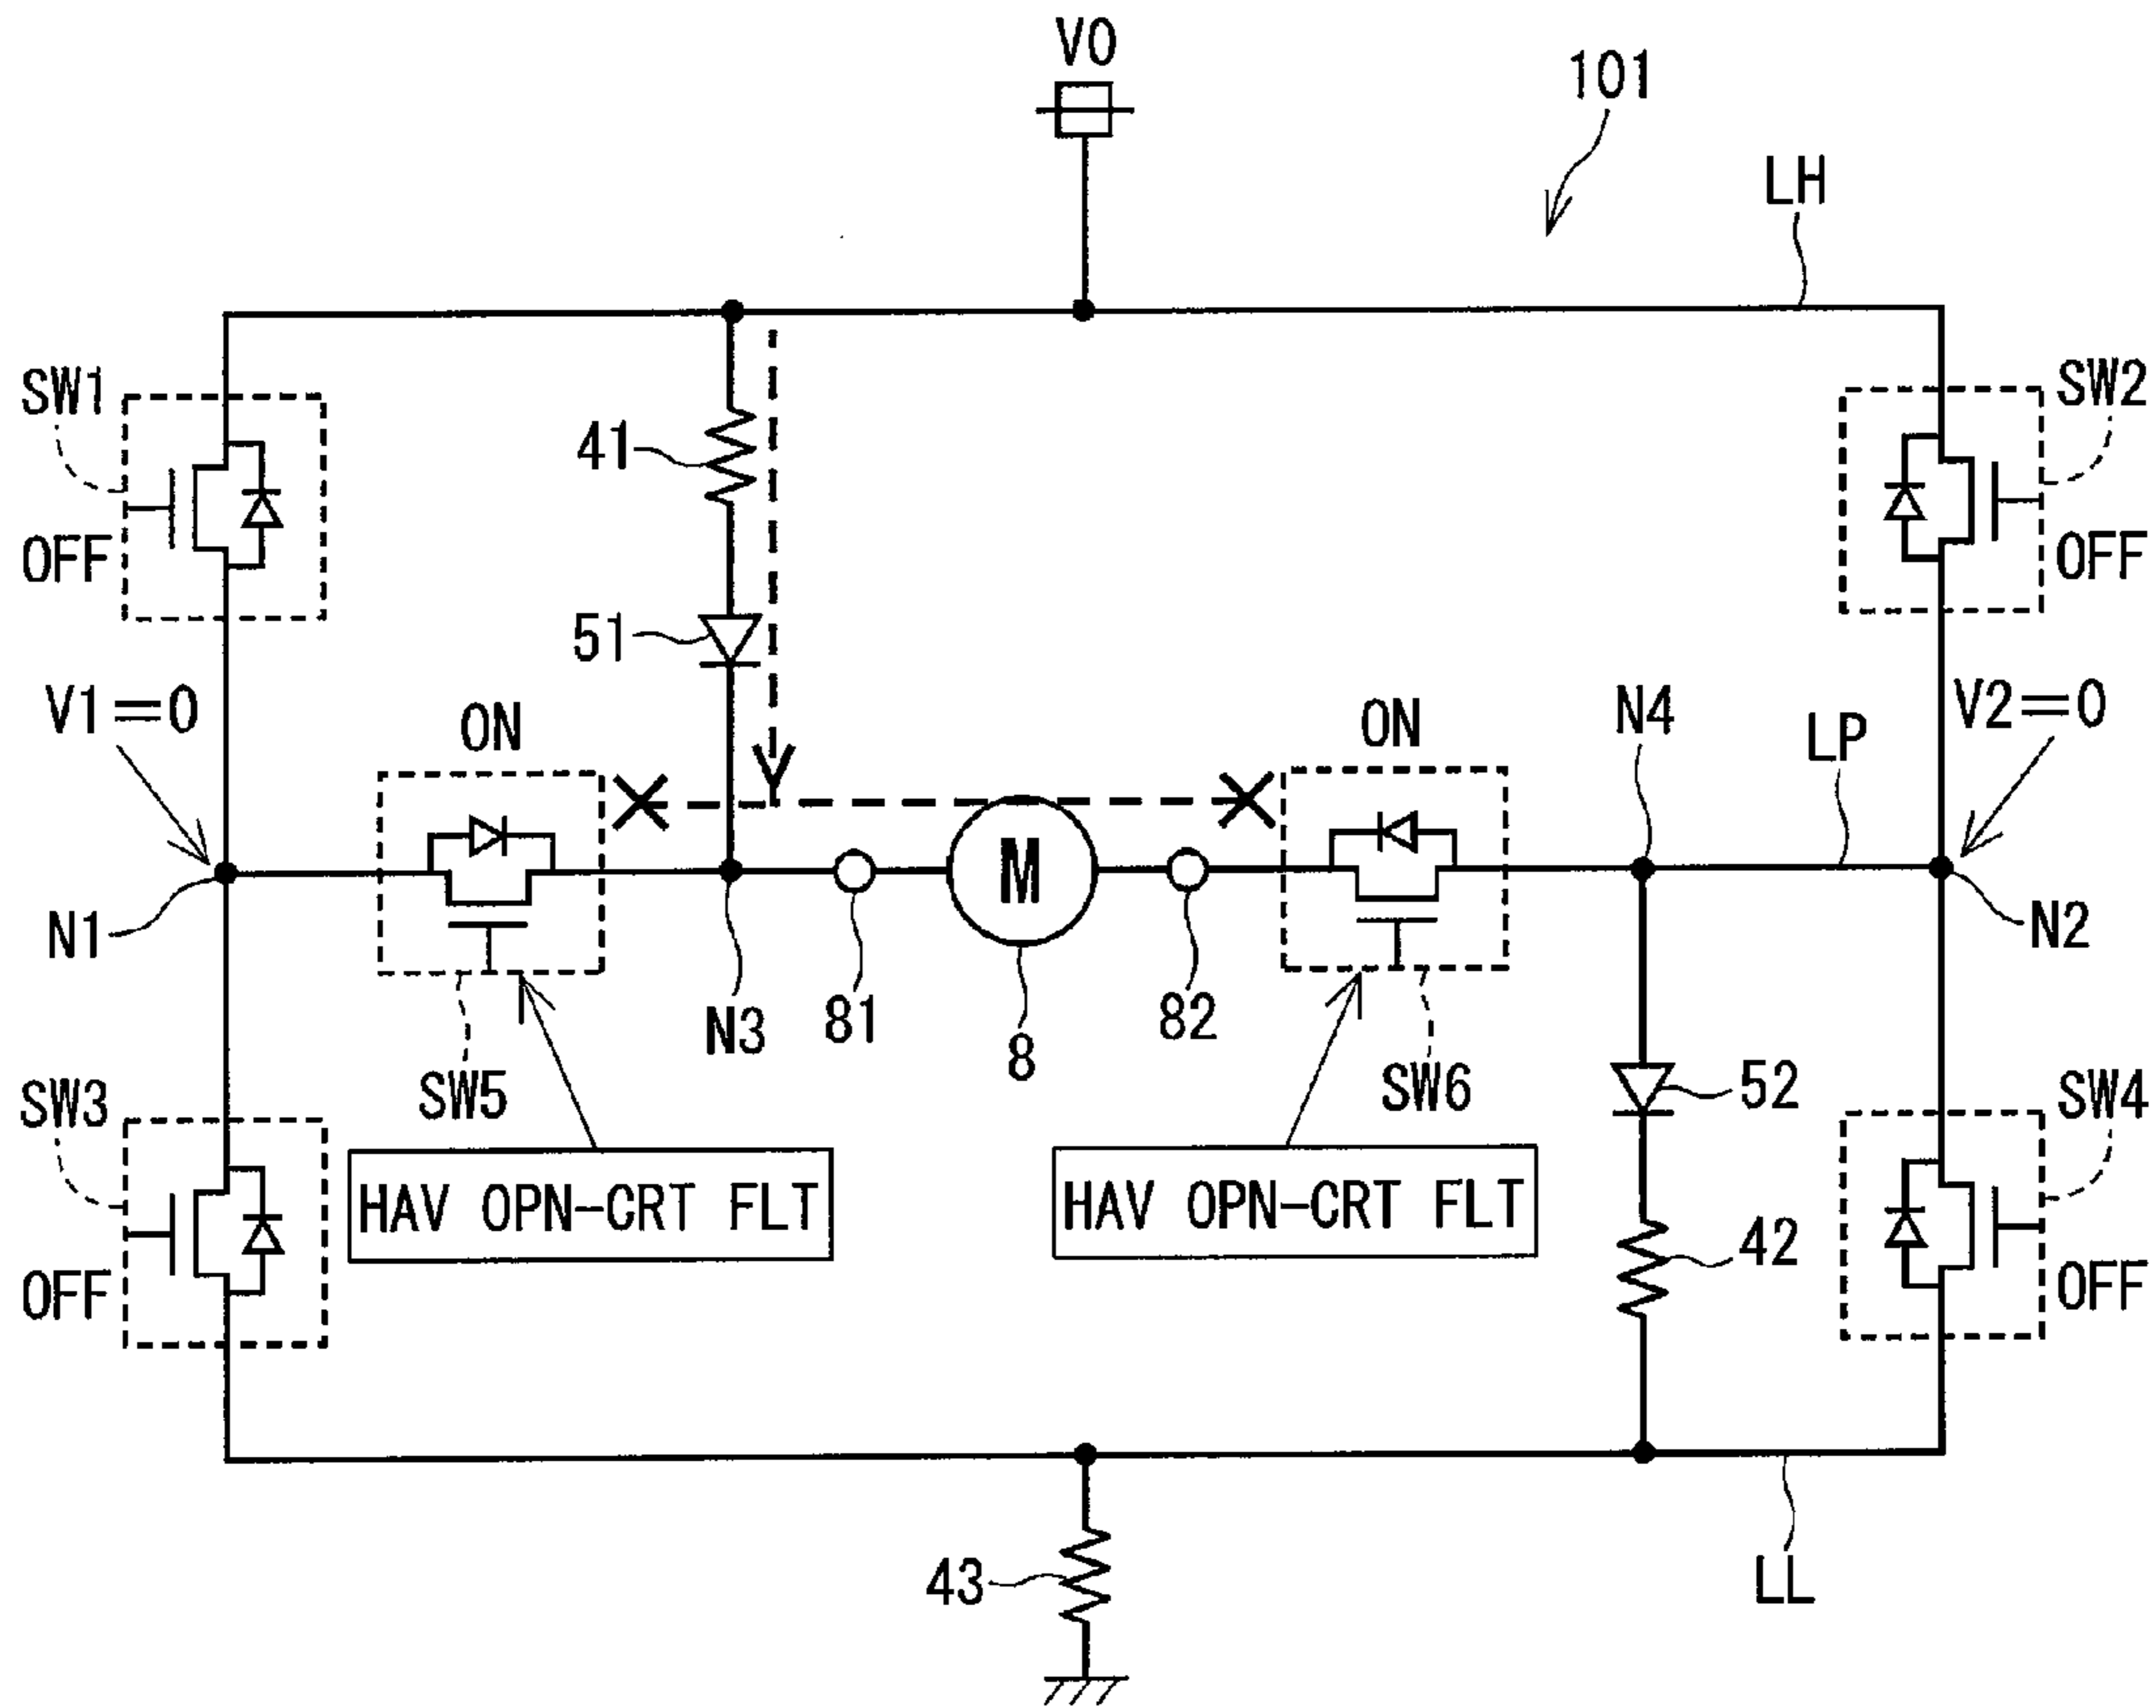 V0
101
LH
SW1
SW2
41
OFF
OFF
51
V1=0
ON
ON
N4
LP
V2=0
M
N1
N3
81
8
82
N2
SW5
SW6
52
SW3
SW4
HAV OPN-CRT FLT
HAV OPN-CRT FLT
42
OFF
OFF
43
LL